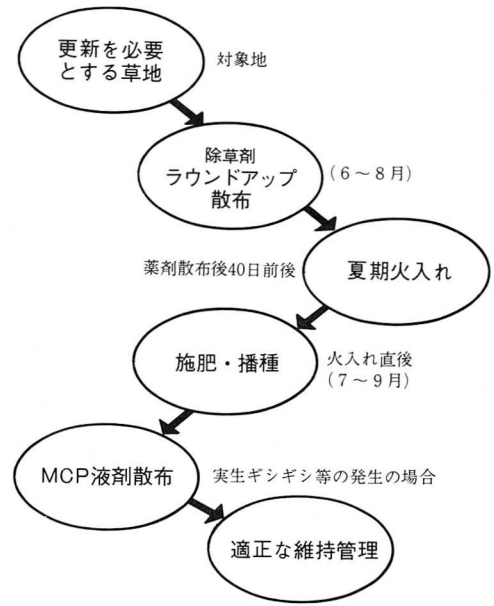 更新を必要
とする草地
対象地
除草剤
ラウンドアップ
散布
(6～8月)
薬剤散布後40日前後
夏期火入れ
施肥・播種
火入れ直後
(7～9月)
MCP液剤散布
実生ギシギシ等の発生の場合
適正な維持管理